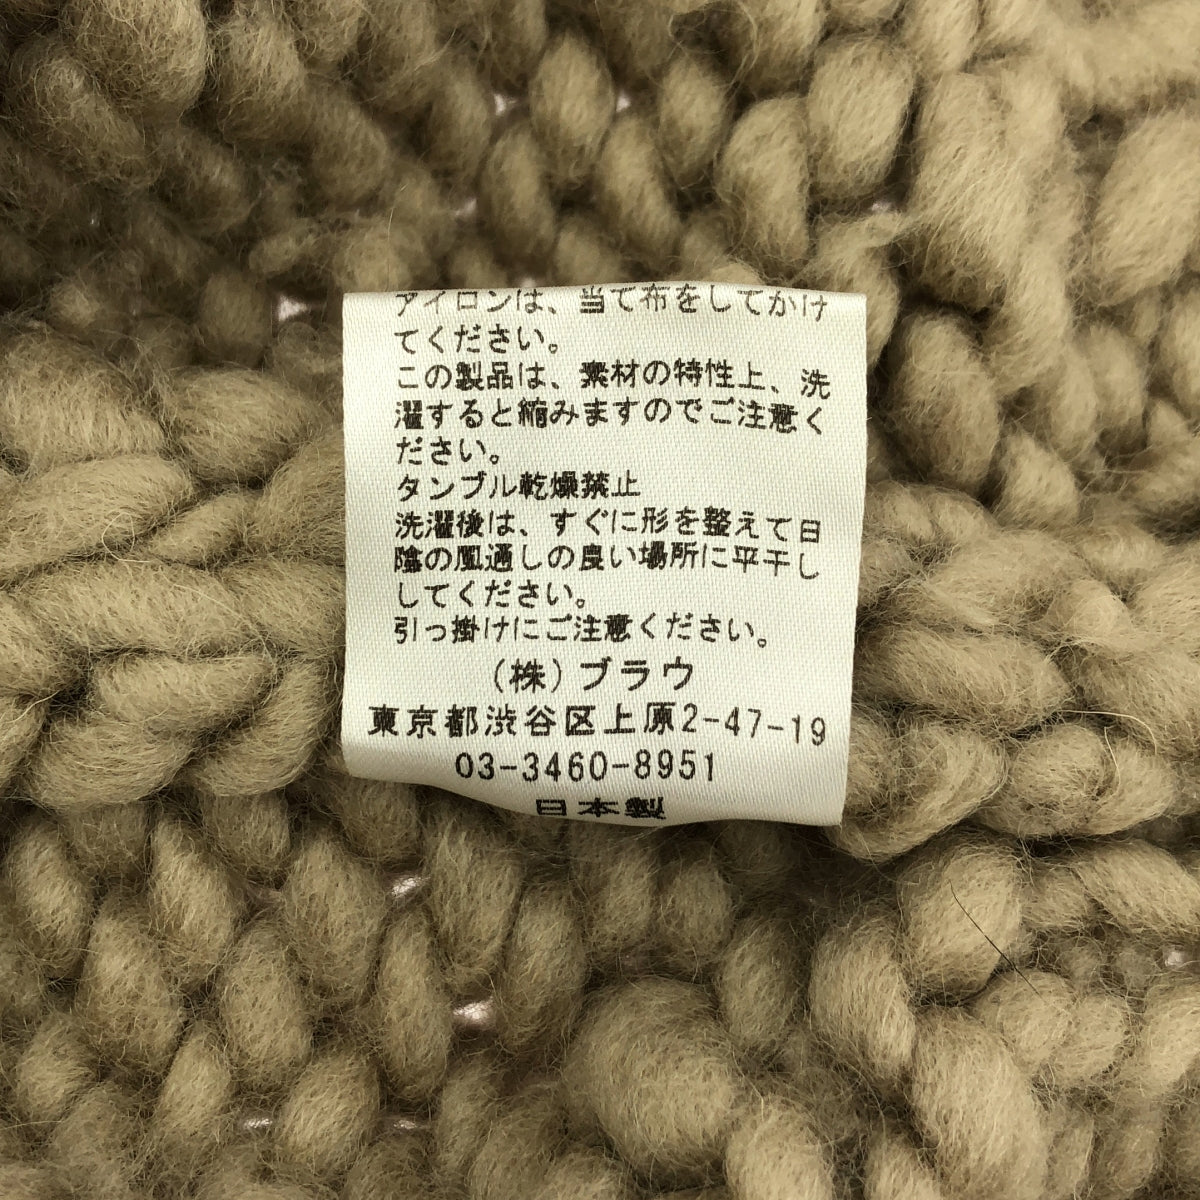 アイロンは、当て布をしてかけ
てください。
この製品は、素材の特性上、洗
濯すると縮みますのでご注意く
ださい。
タンブル乾燥禁止
洗濯後は、すぐに形を整えて日
陰の風通しの良い場所に平干し
してください。
引っ掛けにご注意ください。
(株)ブラウ
東京都渋谷区上原2-47-19
03-3460-8951
日本製